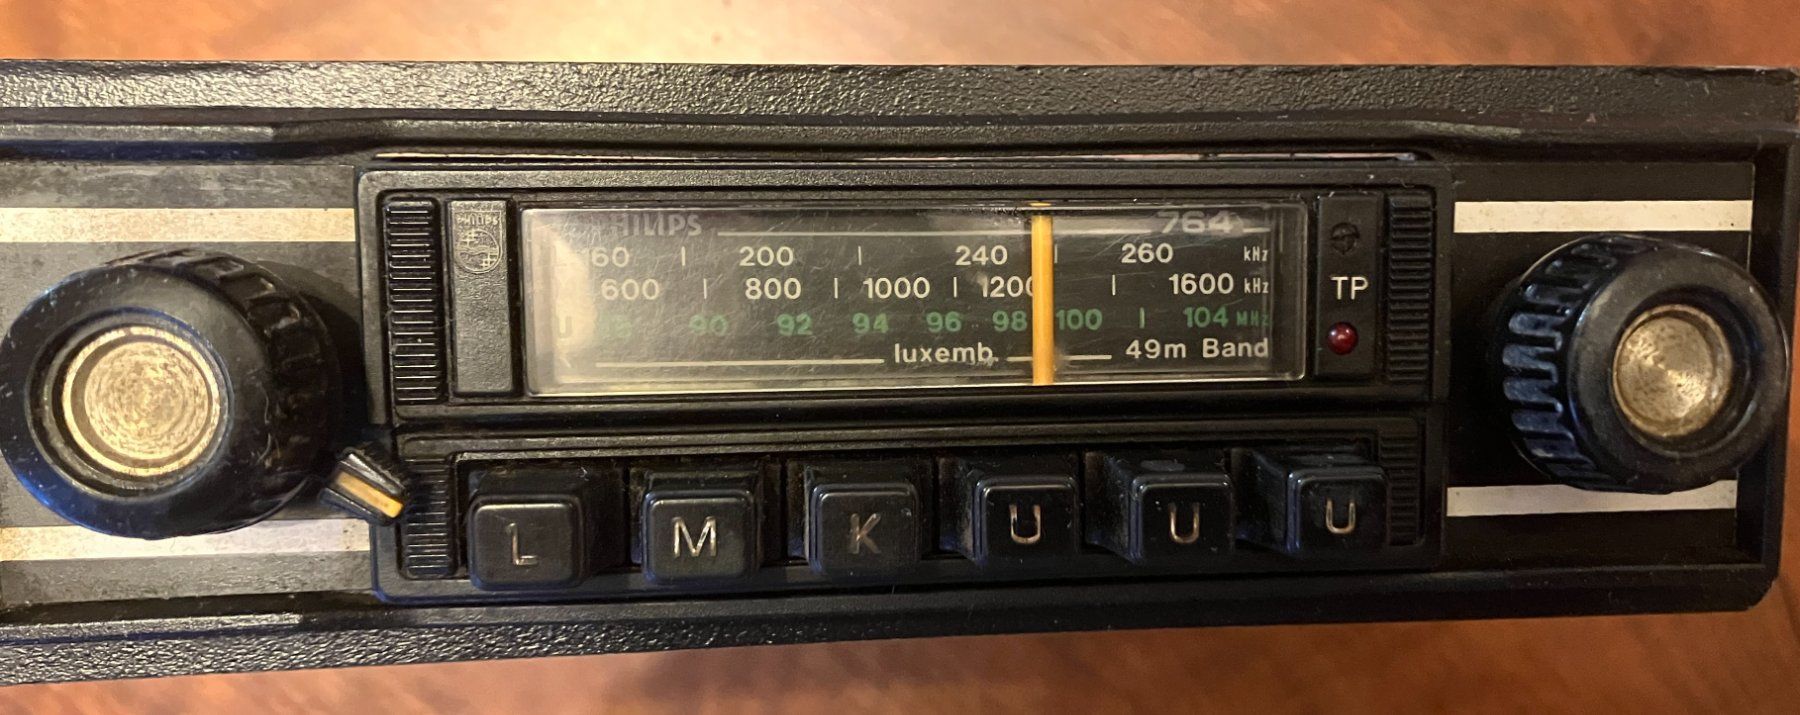 PHILIPS
PHILIPS 764
160 200 240 260 kHz
600 800 1000 1200 1600 kHz
U 90 92 94 96 98 100 104 MHz
K luxemb. 49m Band
TP
L M K U U U